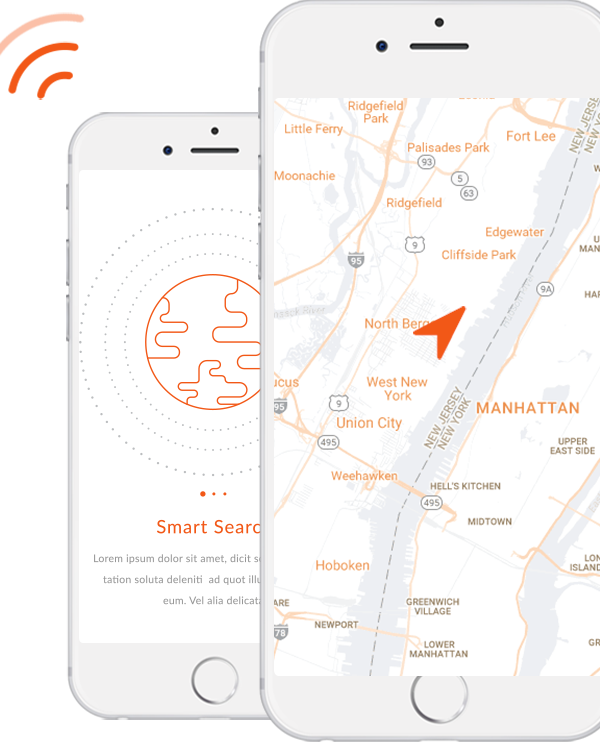 Ridgefield
Park
Little Ferry
Fort Lee
NEW JERSEY
NEW YORK
Palisades Park
93
Moonachie
5
63
Ridgefield
Edgewater
9
Cliffside Park
95
9A
North Berg
95
West New
York
9
MANHATTAN
Union City
NEW JERSEY
NEW YORK
495
UPPER
EAST SIDE
Weehawken
HELL'S KITCHEN
495
MIDTOWN
Hoboken
GREENWICH
VILLAGE
NEWPORT
78
LOWER
MANHATTAN
Smart Searc
Lorem ipsum dolor sit amet, dicit s
tation soluta deleniti ad quot illu
eum. Vel alia delicata